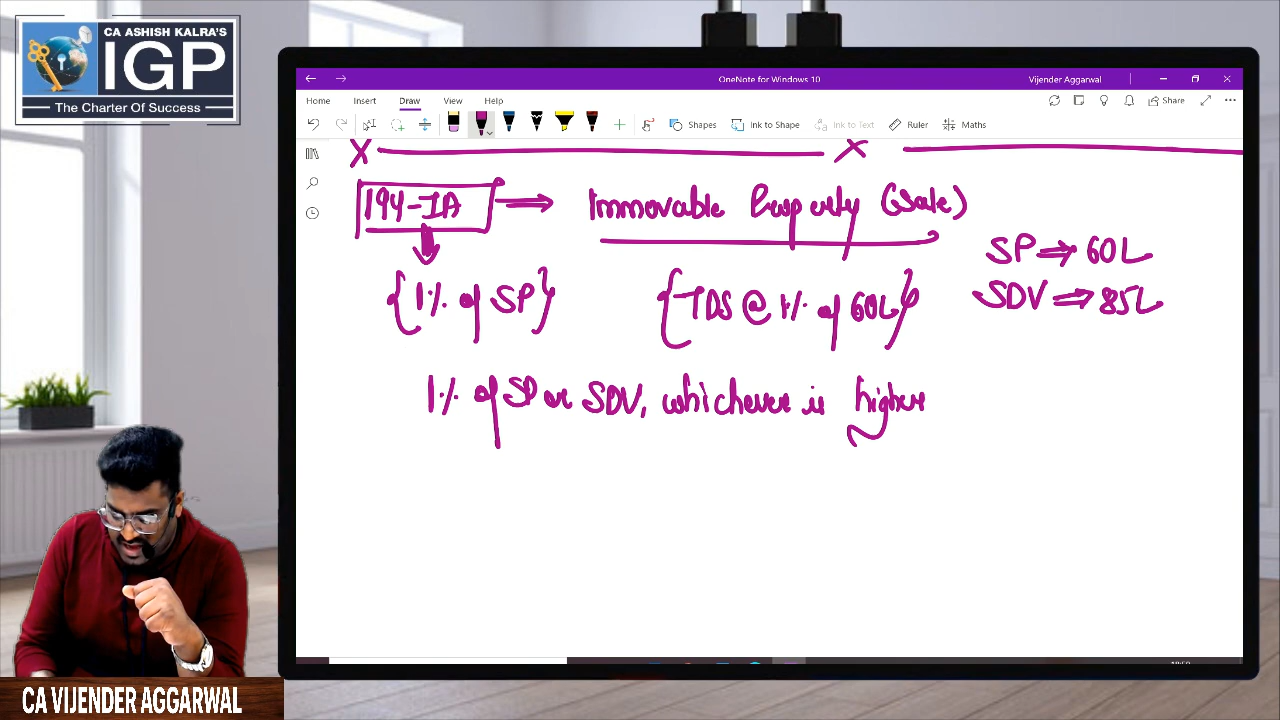 CA ASHISH KALRA'S
IGP
The Charter Of Success
OneNote for Windows 10
Vijender Aggarwal
Home Insert Draw View Help
Share
Shapes Ink to Shape Ink to Text Ruler Maths
X X
194-IA ⇒ Immovable Property (Sale)
SP ⇒ 60L
{1% of SP} {TDS @ 1% of 60L}
SDV ⇒ 85L
1% of SP or SDV, whichever is higher
CA VIJENDER AGGARWAL